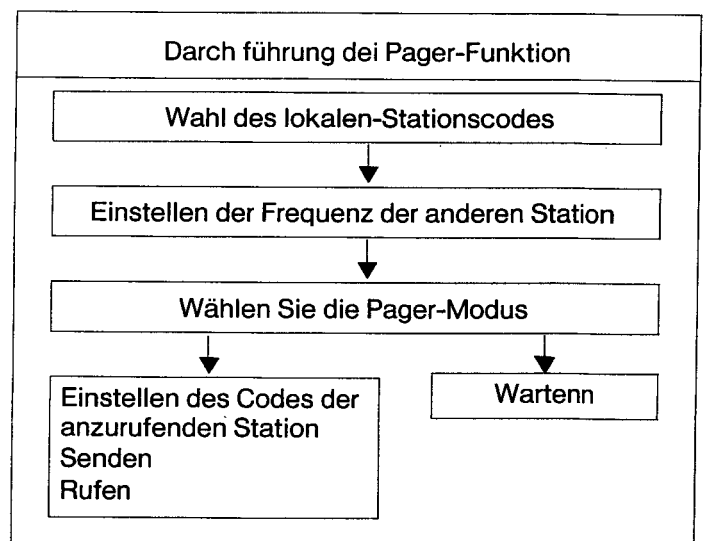 Darch führung dei Pager-Funktion
Wahl des lokalen-Stationscodes
Einstellen der Frequenz der anderen Station
Wählen Sie die Pager-Modus
Einstellen des Codes der
anzurufenden Station
Senden
Rufen
Wartenn